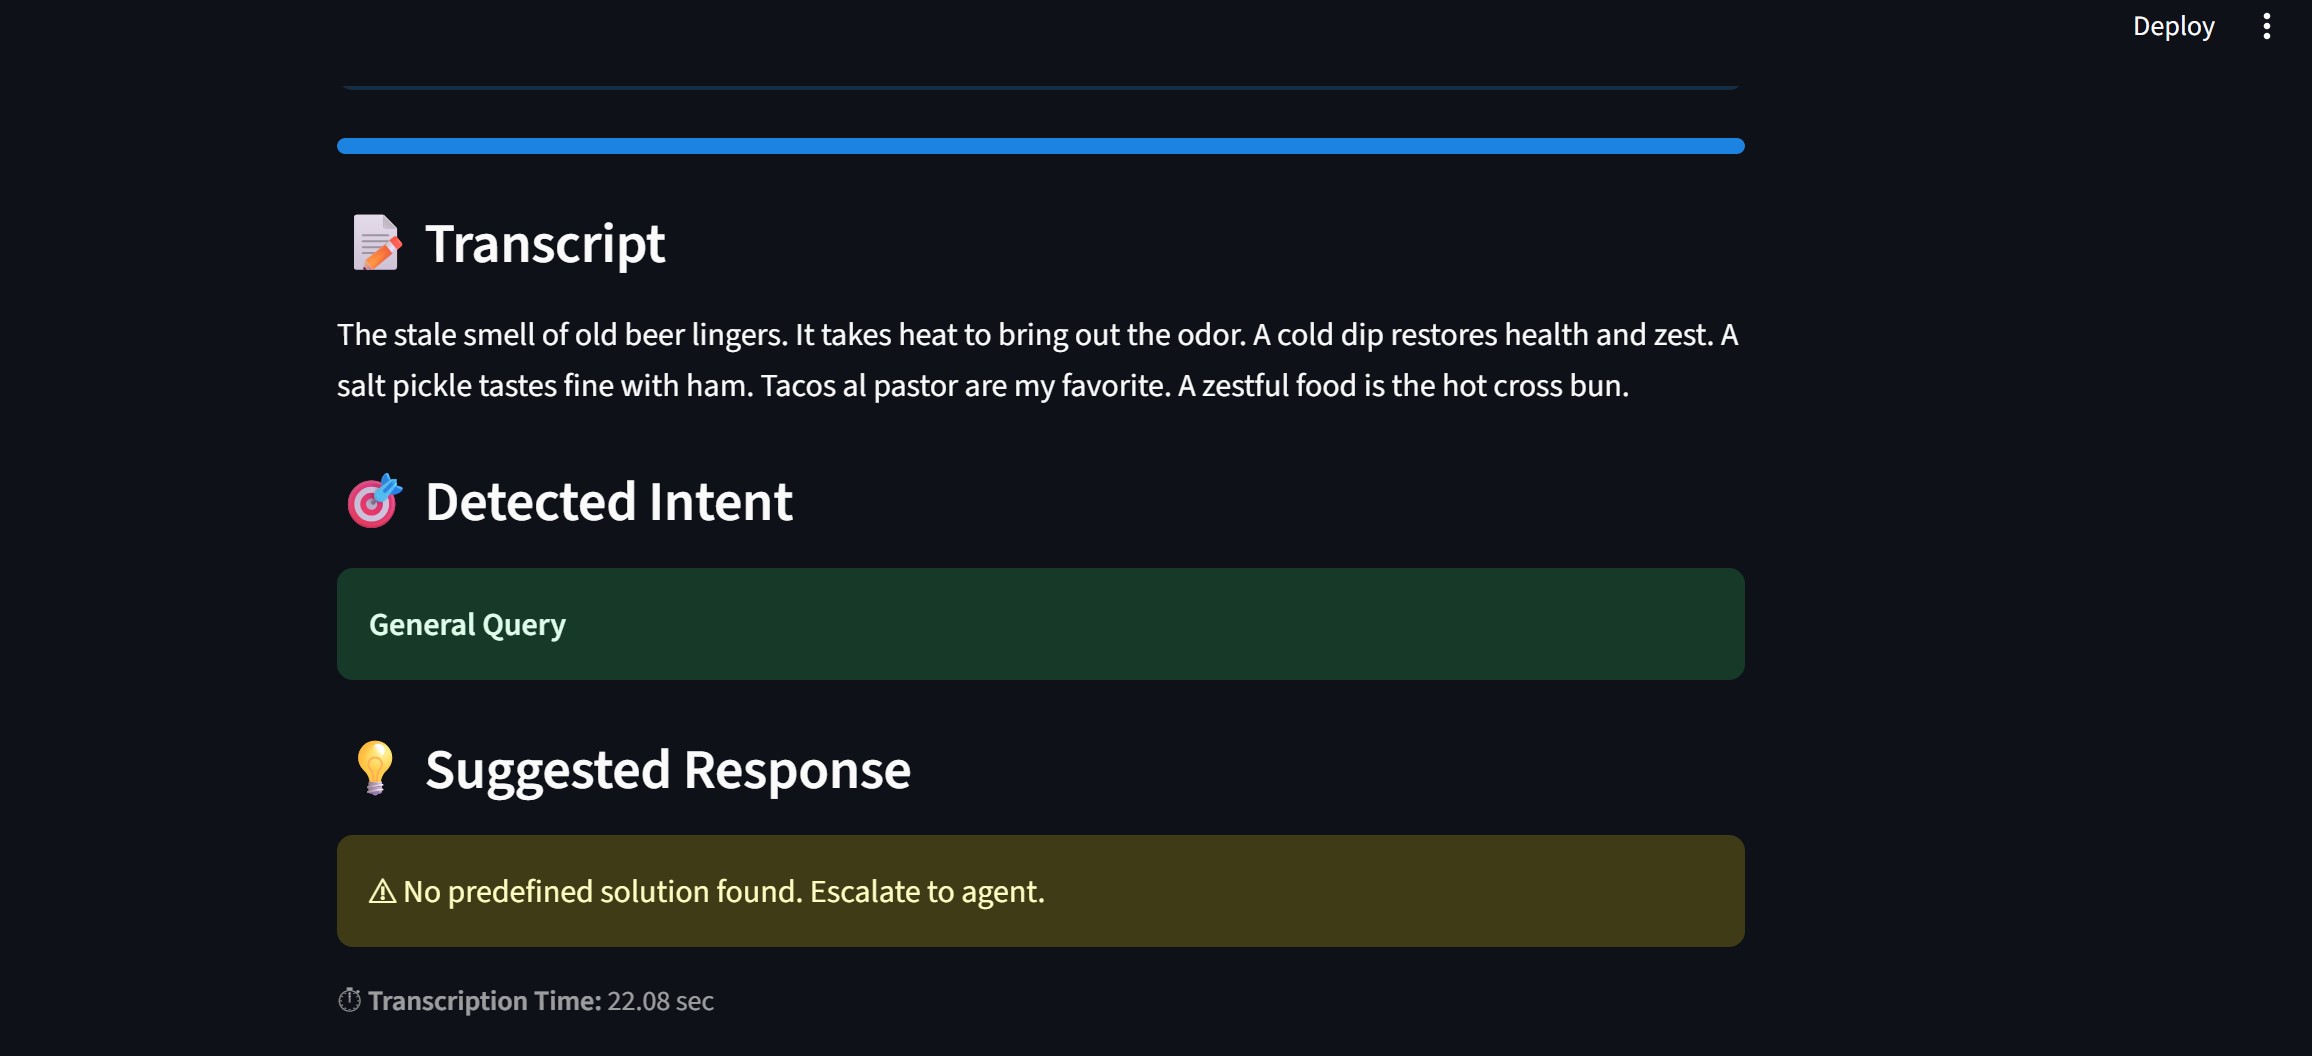 Deploy
Transcript
The stale smell of old beer lingers. It takes heat to bring out the odor. A cold dip restores health and zest. A
salt pickle tastes fine with ham. Tacos al pastor are my favorite. A zestful food is the hot cross bun.
Detected Intent
General Query
Suggested Response
⚠ No predefined solution found. Escalate to agent.
⏱ Transcription Time: 22.08 sec